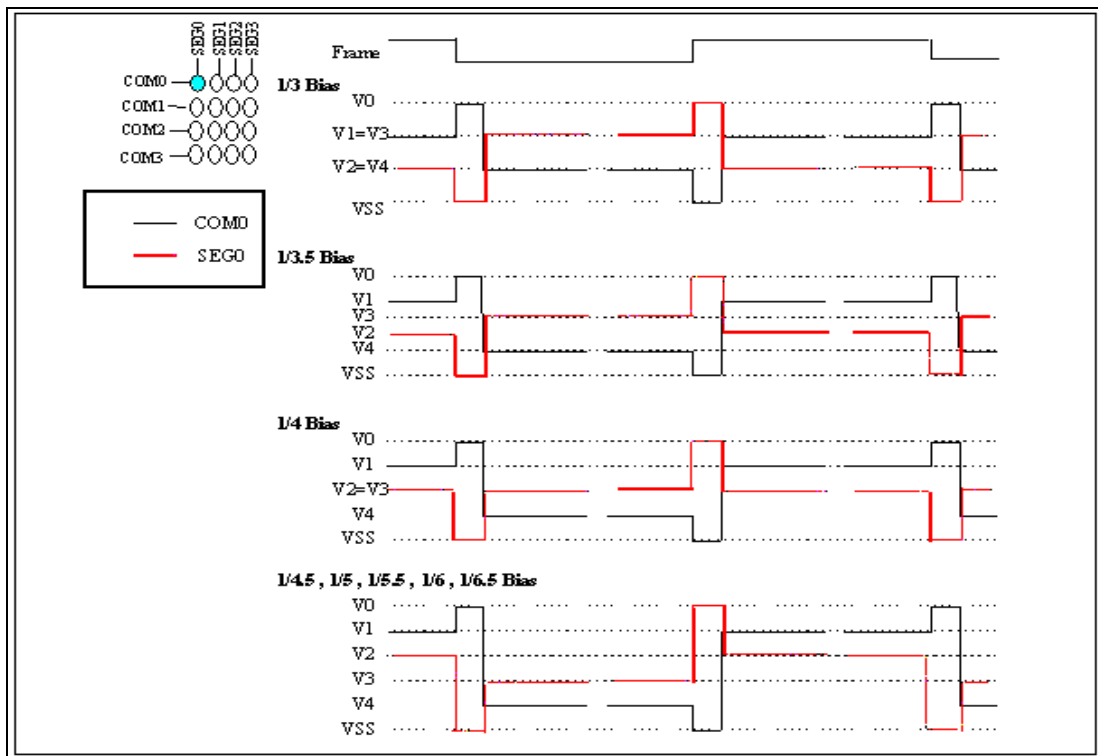 SEG0
SEG1
SEG2
SEG3
COM0
COM1
COM2
COM3
COM0
SEG0
Frame
1/3 Bias
V0
V1=V3
V2=V4
VSS
1/3.5 Bias
V0
V1
V3
V2
V4
VSS
1/4 Bias
V0
V1
V2=V3
V4
VSS
1/4.5 , 1/5 , 1/5.5 , 1/6 , 1/6.5 Bias
V0
V1
V2
V3
V4
VSS